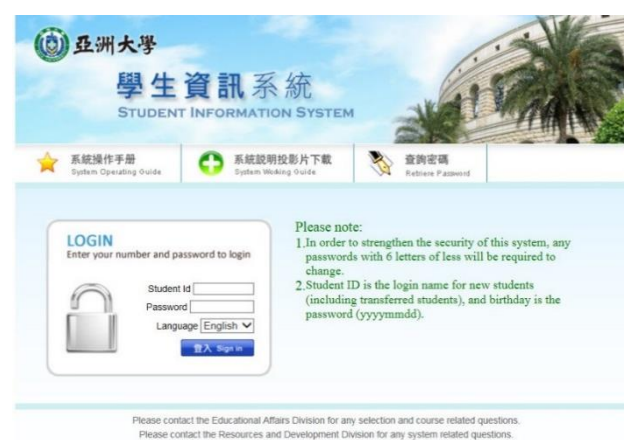 亞洲大學
學生資訊系統
STUDENT INFORMATION SYSTEM
系統操作手册
System Operating Guide
系統說明投影片下載
System Working Guide
查詢密碼
Retrieve Password
LOGIN
Enter your number and password to login
Student Id
Password
Language English
登入 Sign in
Please note:
1.In order to strengthen the security of this system, any
passwords with 6 letters of less will be required to
change.
2.Student ID is the login name for new students
(including transferred students), and birthday is the
password (yyyymmdd).
Please contact the Educational Affairs Division for any selection and course related questions.
Please contact the Resources and Development Division for any system related questions.